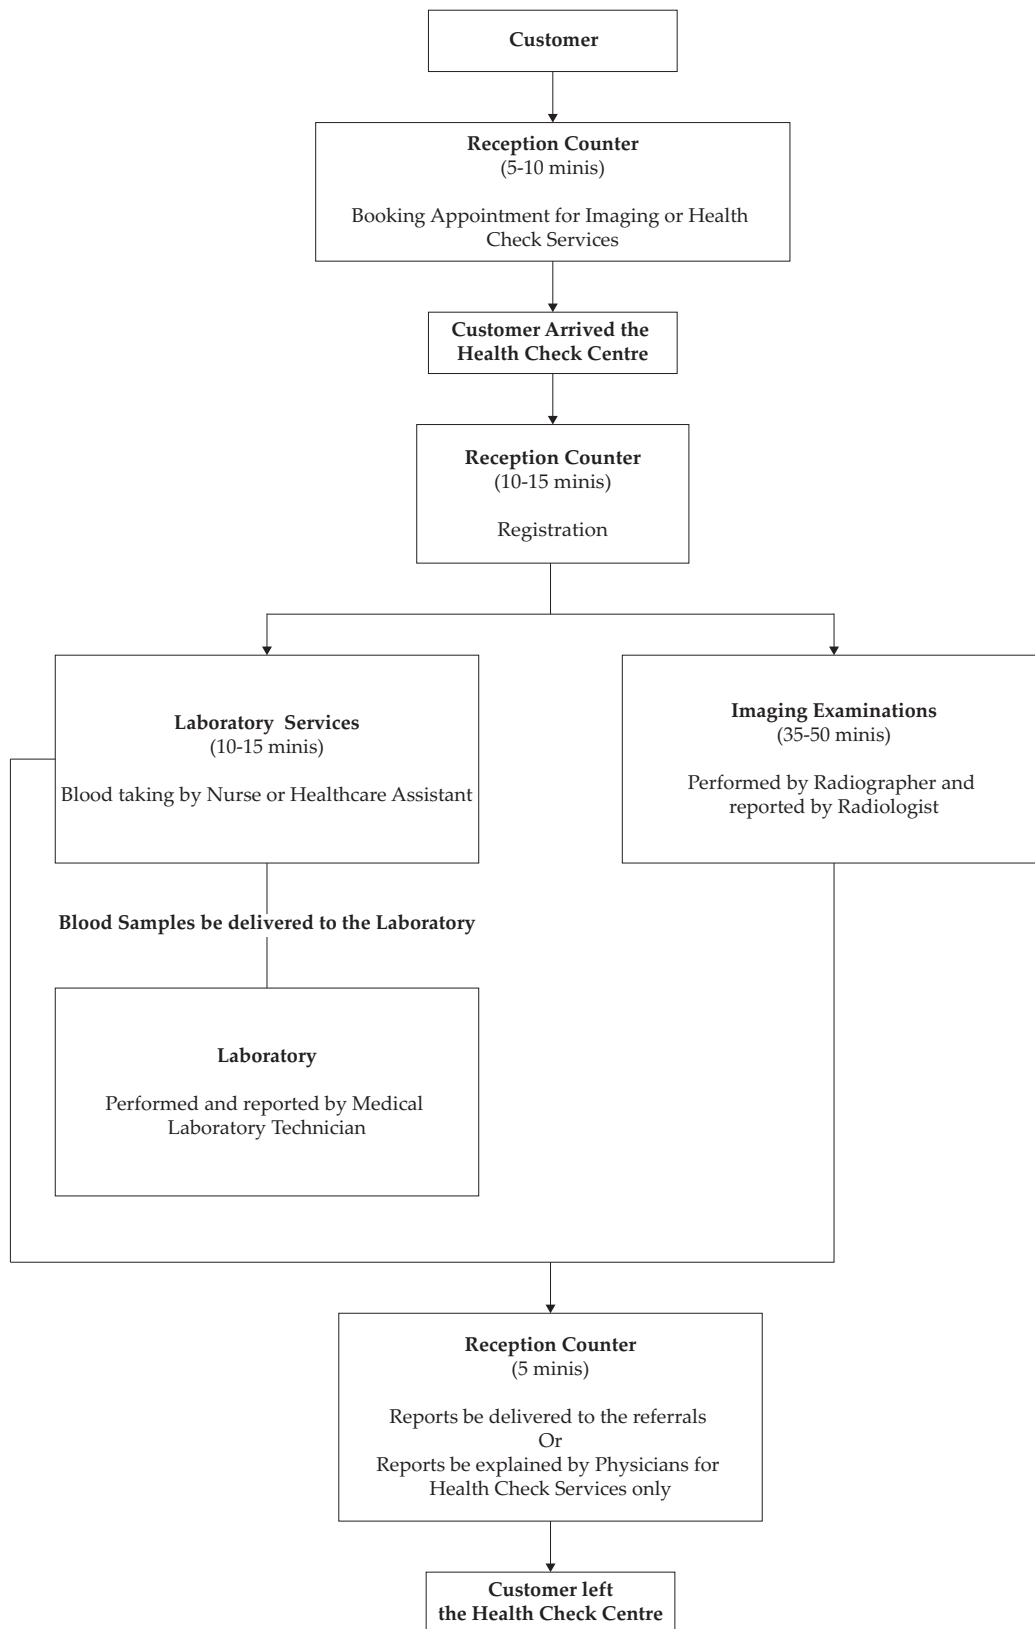 Customer
Reception Counter
(5-10 minis)
Booking Appointment for Imaging or Health
Check Services
Customer Arrived the
Health Check Centre
Reception Counter
(10-15 minis)
Registration
Laboratory Services
(10-15 minis)
Blood taking by Nurse or Healthcare Assistant
Imaging Examinations
(35-50 minis)
Performed by Radiographer and
reported by Radiologist
Blood Samples be delivered to the Laboratory
Laboratory
Performed and reported by Medical
Laboratory Technician
Reception Counter
(5 minis)
Reports be delivered to the referrals
Or
Reports be explained by Physicians for
Health Check Services only
Customer left
the Health Check Centre